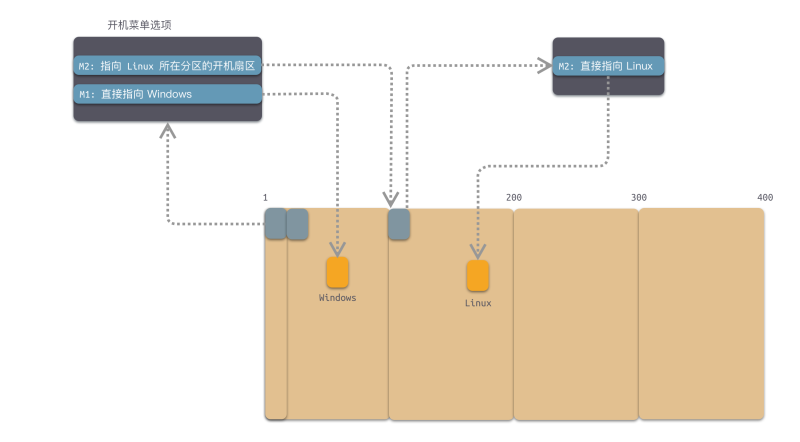 开机菜单选项
M2: 指向 Linux 所在分区的开机扇区
M1: 直接指向 Windows
M2: 直接指向 Linux
1
200
300
400
Windows
Linux